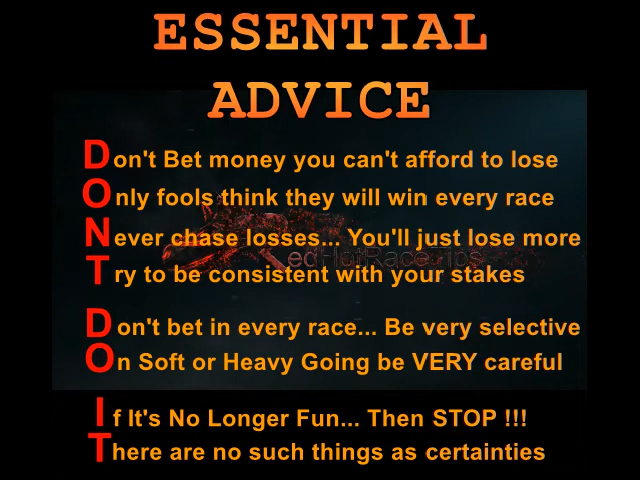 ESSENTIAL
ADVICE
Don't Bet money you can't afford to lose
Only fools think they will win every race
Never chase losses... You'll just lose more
edHotRaceTips
Try to be consistent with your stakes
Don't bet in every race... Be very selective
On Soft or Heavy Going be VERY careful
If It's No Longer Fun... Then STOP !!!
There are no such things as certainties